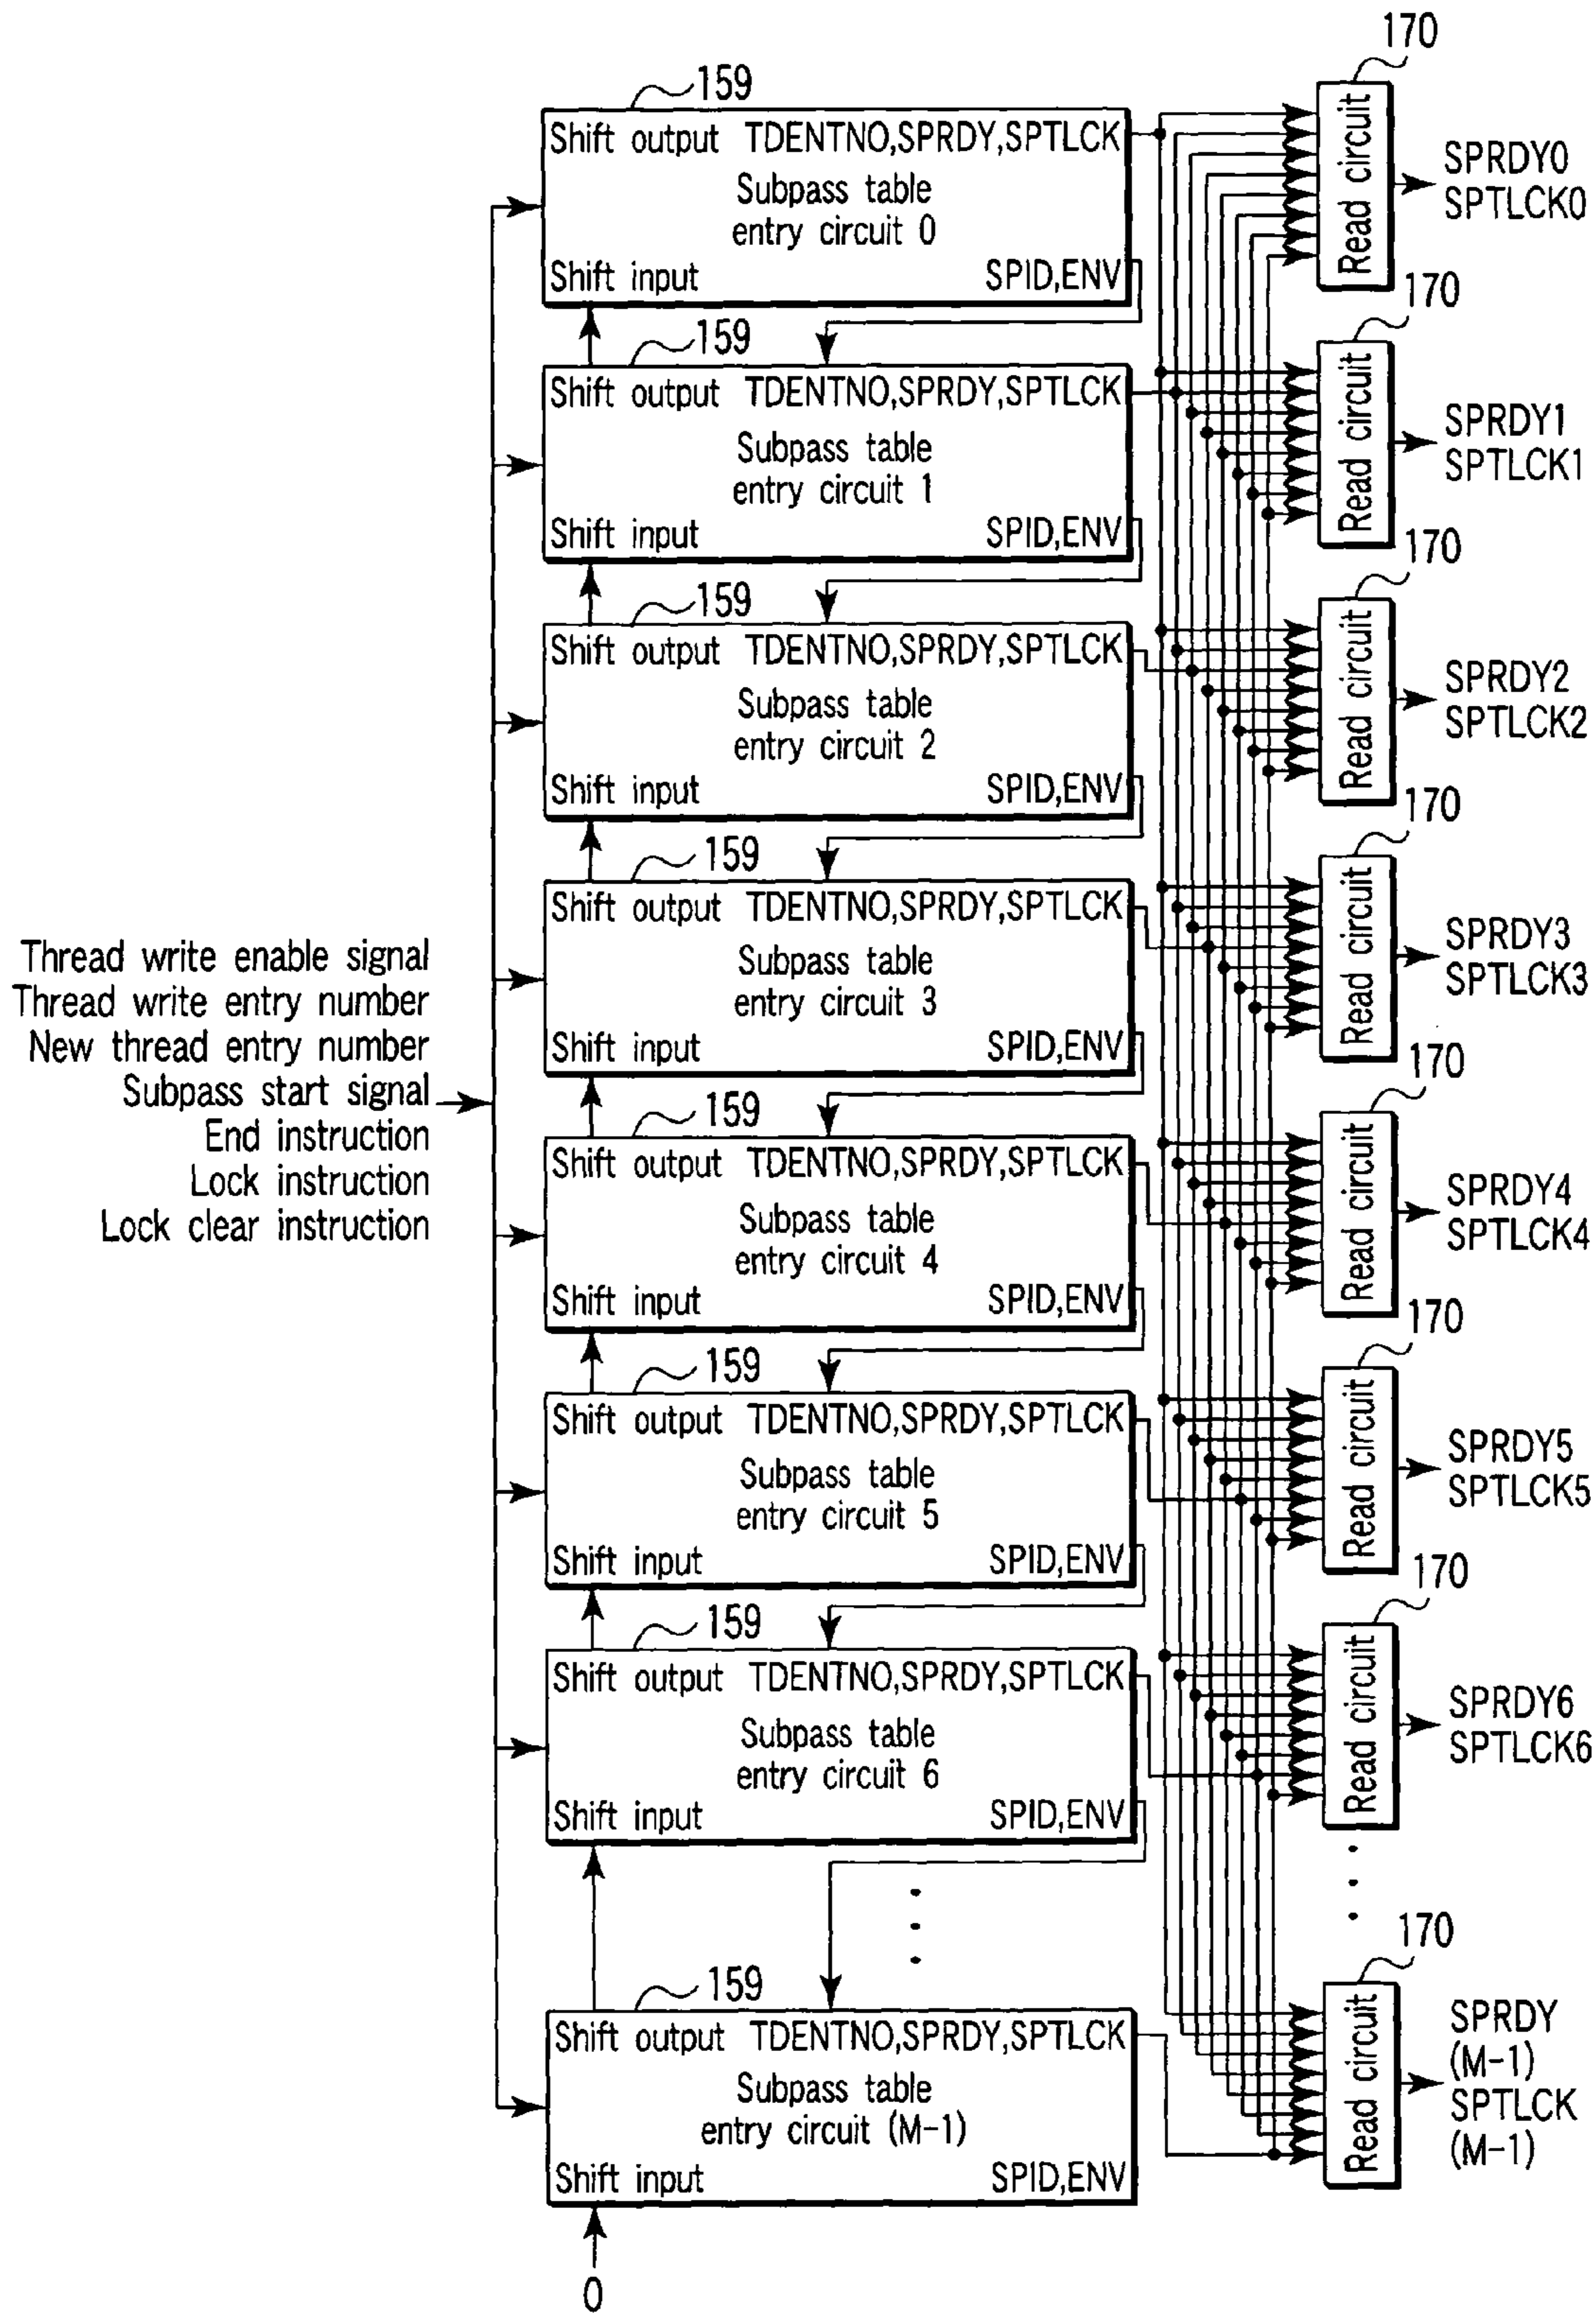 170
159
Shift output TDENTNO,SPRDY,SPTLCK
Subpass table
entry circuit 0
Shift input SPID,ENV
Read circuit
SPRDY0
SPTLCK0
170
159
Shift output TDENTNO,SPRDY,SPTLCK
Subpass table
entry circuit 1
Shift input SPID,ENV
Read circuit
SPRDY1
SPTLCK1
170
159
Shift output TDENTNO,SPRDY,SPTLCK
Subpass table
entry circuit 2
Shift input SPID,ENV
Read circuit
SPRDY2
SPTLCK2
170
159
Shift output TDENTNO,SPRDY,SPTLCK
Subpass table
entry circuit 3
Shift input SPID,ENV
Read circuit
SPRDY3
SPTLCK3
Thread write enable signal
Thread write entry number
New thread entry number
Subpass start signal
End instruction
Lock instruction
Lock clear instruction
170
159
Shift output TDENTNO,SPRDY,SPTLCK
Subpass table
entry circuit 4
Shift input SPID,ENV
Read circuit
SPRDY4
SPTLCK4
170
159
Shift output TDENTNO,SPRDY,SPTLCK
Subpass table
entry circuit 5
Shift input SPID,ENV
Read circuit
SPRDY5
SPTLCK5
170
159
Shift output TDENTNO,SPRDY,SPTLCK
Subpass table
entry circuit 6
Shift input SPID,ENV
Read circuit
SPRDY6
SPTLCK6
170
159
Shift output TDENTNO,SPRDY,SPTLCK
Subpass table
entry circuit (M-1)
Shift input SPID,ENV
Read circuit
SPRDY
(M-1)
SPTLCK
(M-1)
0